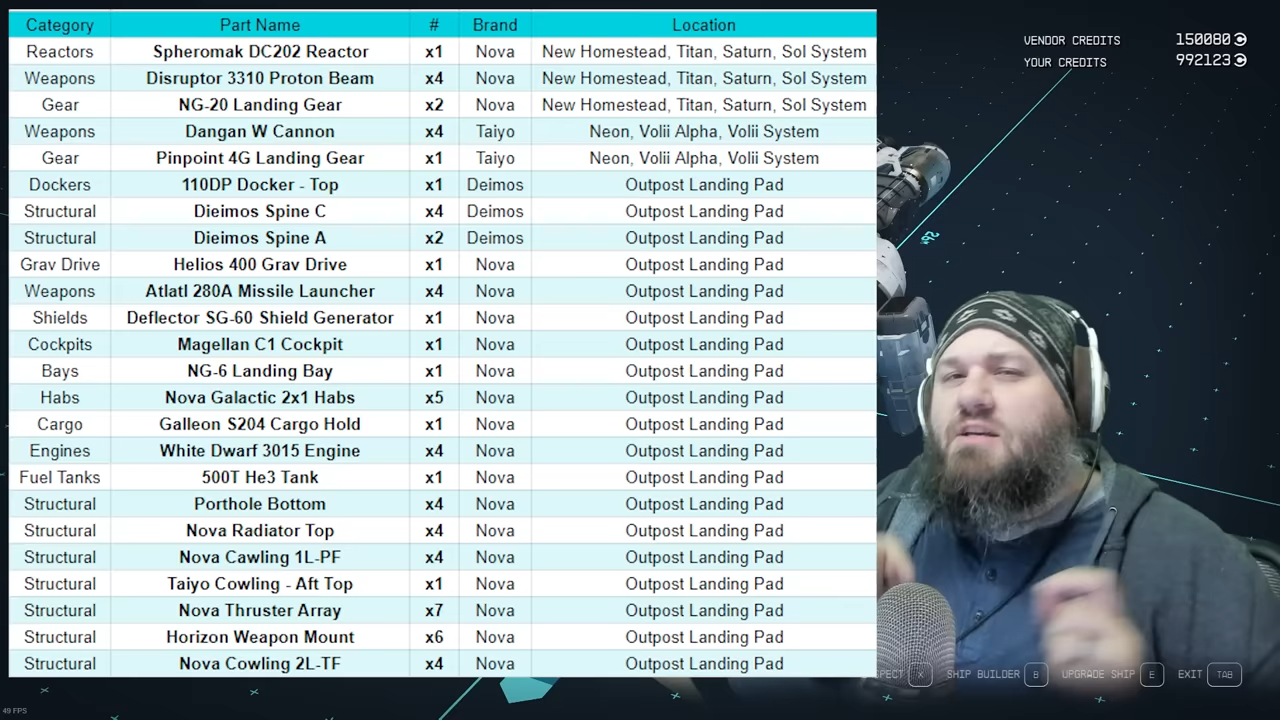 Category Part Name # Brand Location
Reactors Spheromak DC202 Reactor x1 Nova New Homestead, Titan, Saturn, Sol System
Weapons Disruptor 3310 Proton Beam x4 Nova New Homestead, Titan, Saturn, Sol System
Gear NG-20 Landing Gear x2 Nova New Homestead, Titan, Saturn, Sol System
Weapons Dangan W Cannon x4 Taiyo Neon, Volii Alpha, Volii System
Gear Pinpoint 4G Landing Gear x1 Taiyo Neon, Volii Alpha, Volii System
Dockers 110DP Docker - Top x1 Deimos Outpost Landing Pad
Structural Dieimos Spine C x4 Deimos Outpost Landing Pad
Structural Dieimos Spine A x2 Deimos Outpost Landing Pad
Grav Drive Helios 400 Grav Drive x1 Nova Outpost Landing Pad
Weapons Atlatl 280A Missile Launcher x4 Nova Outpost Landing Pad
Shields Deflector SG-60 Shield Generator x1 Nova Outpost Landing Pad
Cockpits Magellan C1 Cockpit x1 Nova Outpost Landing Pad
Bays NG-6 Landing Bay x1 Nova Outpost Landing Pad
Habs Nova Galactic 2x1 Habs x5 Nova Outpost Landing Pad
Cargo Galleon S204 Cargo Hold x1 Nova Outpost Landing Pad
Engines White Dwarf 3015 Engine x4 Nova Outpost Landing Pad
Fuel Tanks 500T He3 Tank x1 Nova Outpost Landing Pad
Structural Porthole Bottom x4 Nova Outpost Landing Pad
Structural Nova Radiator Top x4 Nova Outpost Landing Pad
Structural Nova Cawling 1L-PF x4 Nova Outpost Landing Pad
Structural Taiyo Cowling - Aft Top x1 Nova Outpost Landing Pad
Structural Nova Thruster Array x7 Nova Outpost Landing Pad
Structural Horizon Weapon Mount x6 Nova Outpost Landing Pad
Structural Nova Cowling 2L-TF x4 Nova Outpost Landing Pad
VENDOR CREDITS 150080
YOUR CREDITS 992123
X SHIP BUILDER B UPGRADE SHIP E EXIT TAB
49 FPS